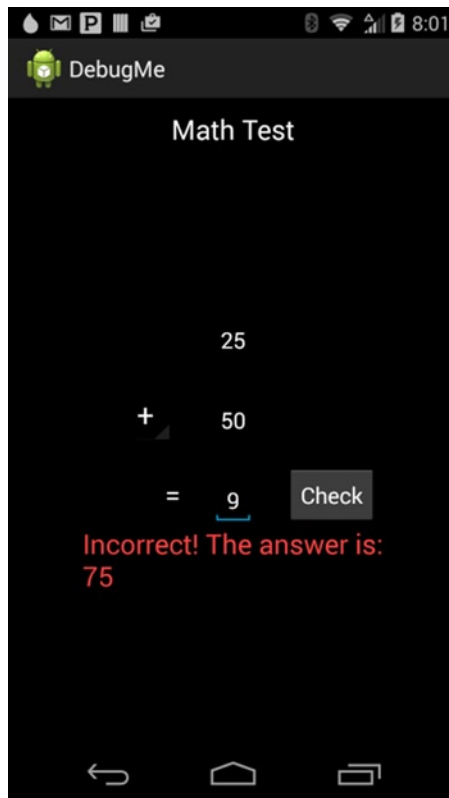 8:01
DebugMe
Math Test
25
+ 50
= 9 Check
Incorrect! The answer is:
75